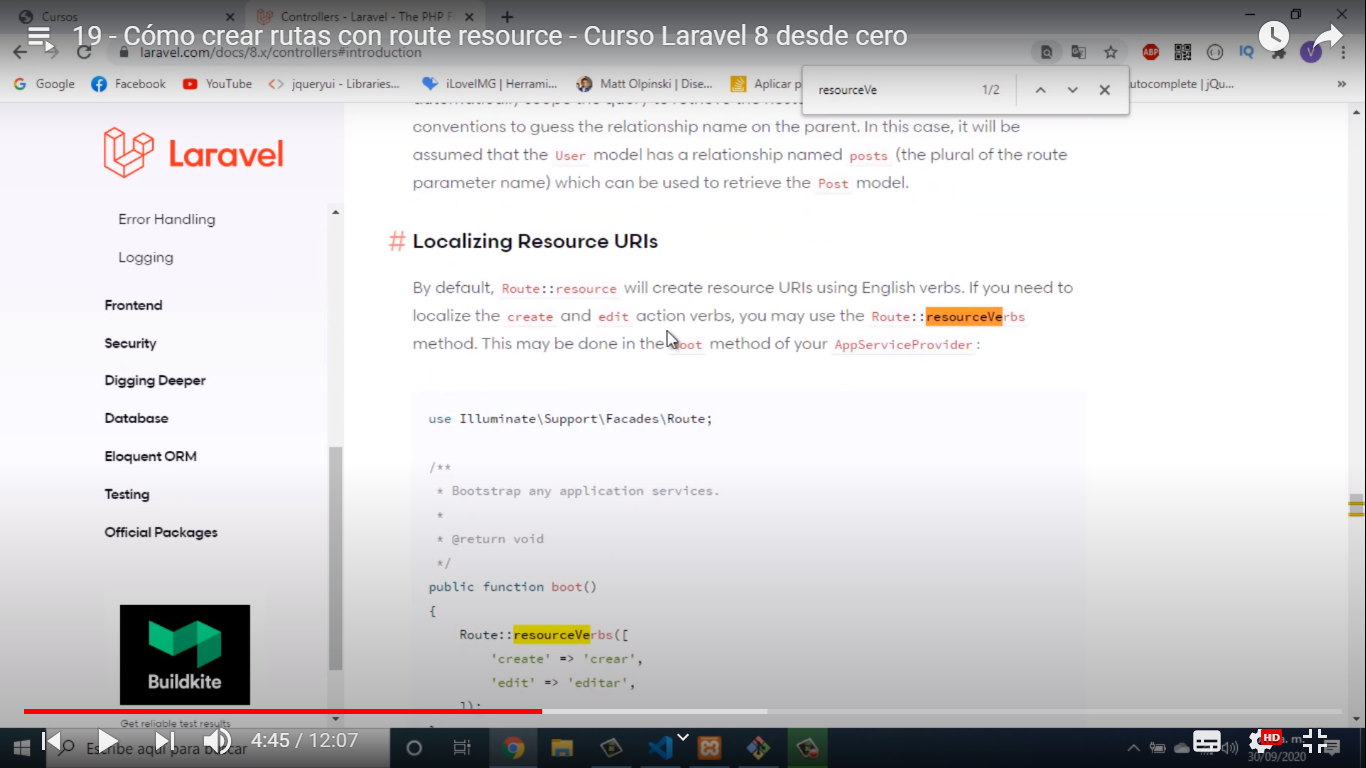 Cursos
Controllers - Laravel - The PHP F
19 - Cómo crear rutas con route resource - Curso Laravel 8 desde cero
laravel.com/docs/8.x/controllers#introduction
ABP
IQ
V
Google
Facebook
YouTube
jqueryui - Libraries...
iLoveIMG | Herrami...
Matt Olpinski | Dise...
Aplicar p
utocomplete | jQu...
»
resourceVe
1/2
automatically scope the query to retrieve the
conventions to guess the relationship name on the parent. In this case, it will be
assumed that the User model has a relationship named posts (the plural of the route
parameter name) which can be used to retrieve the Post model.
Laravel
Error Handling
Logging
Frontend
Security
Digging Deeper
Database
Eloquent ORM
Testing
Official Packages
# Localizing Resource URIs
By default, Route::resource will create resource URIs using English verbs. If you need to
localize the create and edit action verbs, you may use the Route::resourceVerbs
method. This may be done in the boot method of your AppServiceProvider:
use Illuminate\Support\Facades\Route;
/**
* Bootstrap any application services.
*
* @return void
*/
public function boot()
{
Route::resourceVerbs([
'create' => 'crear',
'edit' => 'editar',
]);
Buildkite
Get reliable test results
4:45 / 12:07
Escribe aquí para buscar
HD
30/09/2020